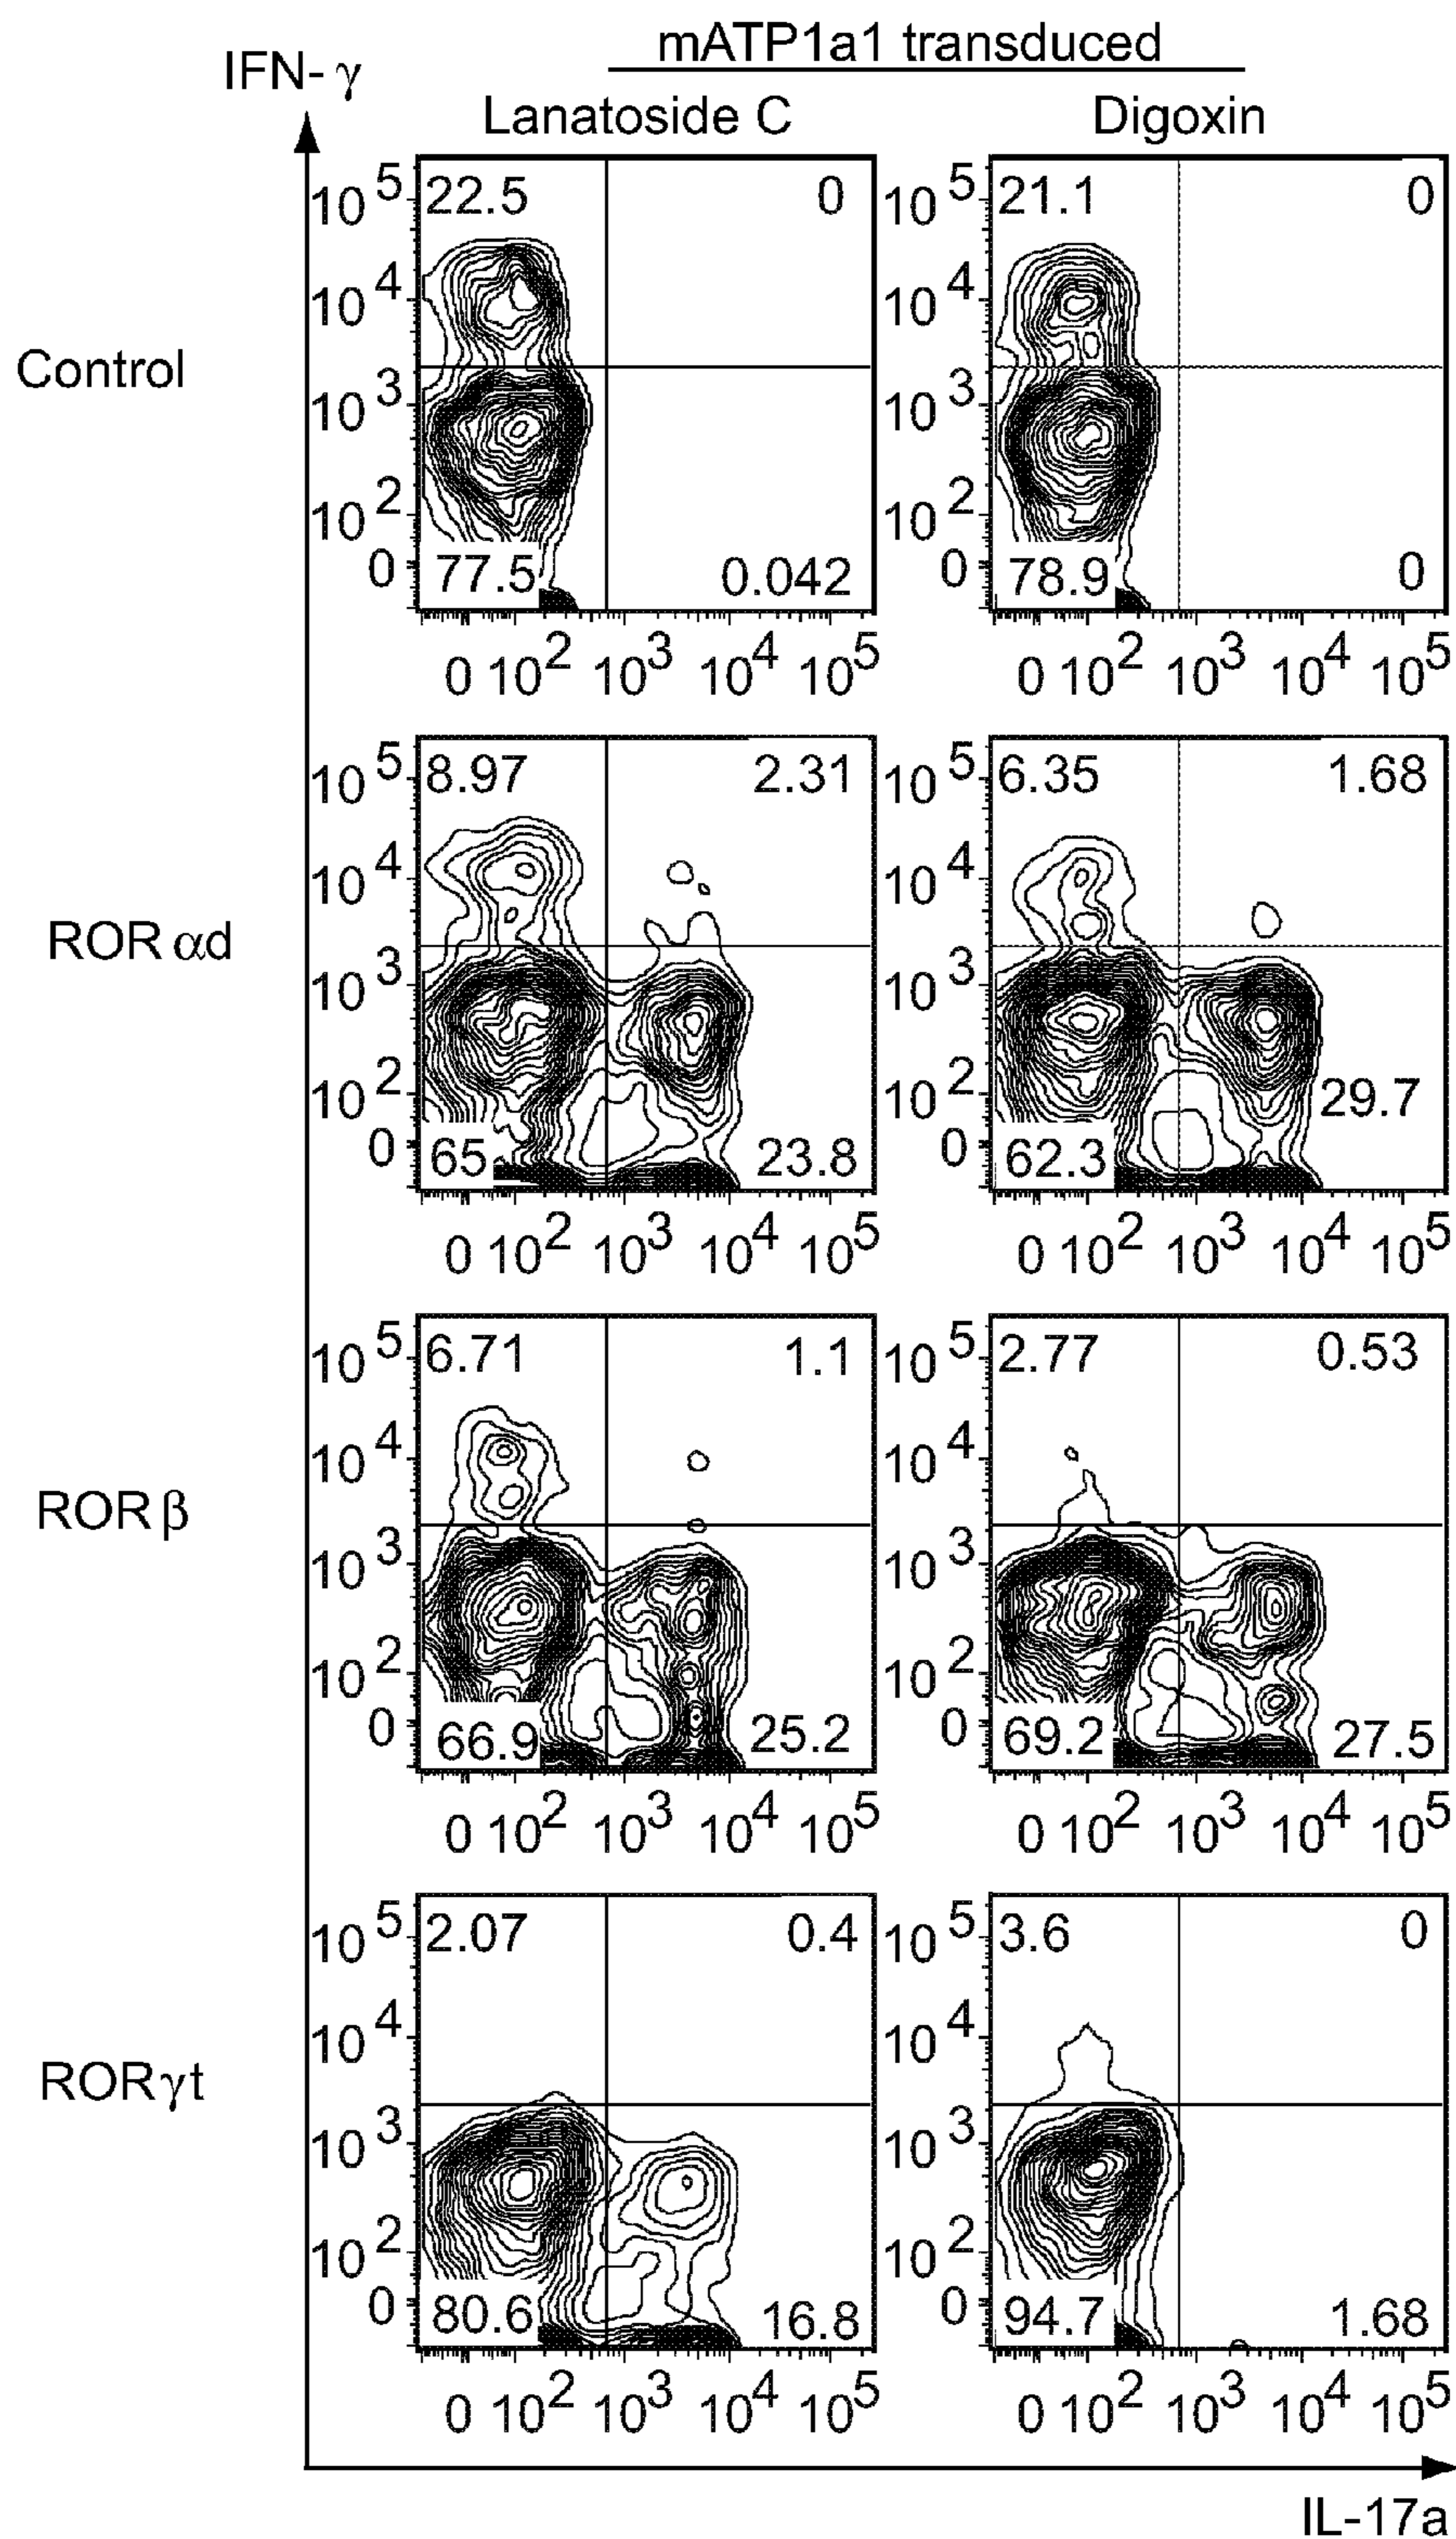 mATP1a1 transduced
IFN-γ
Lanatoside C Digoxin
10^5 22.5 0 10^5 21.1 0
10^4 10^4
Control
10^3 10^3
10^2 10^2
0 77.5 0.042 0 78.9 0
0 10^2 10^3 10^4 10^5 0 10^2 10^3 10^4 10^5
10^5 8.97 2.31 10^5 6.35 1.68
10^4 10^4
ROR αd
10^3 10^3
10^2 10^2 29.7
0 65 23.8 0 62.3
0 10^2 10^3 10^4 10^5 0 10^2 10^3 10^4 10^5
10^5 6.71 1.1 10^5 2.77 0.53
10^4 10^4
ROR β
10^3 10^3
10^2 10^2
0 66.9 25.2 0 69.2 27.5
0 10^2 10^3 10^4 10^5 0 10^2 10^3 10^4 10^5
10^5 2.07 0.4 10^5 3.6 0
10^4 10^4
ROR γt
10^3 10^3
10^2 10^2
0 80.6 16.8 0 94.7 1.68
0 10^2 10^3 10^4 10^5 0 10^2 10^3 10^4 10^5
IL-17a